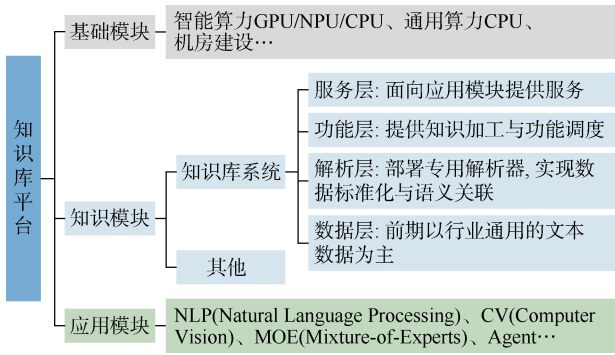 知识库平台
基础模块
智能算力GPU/NPU/CPU、通用算力CPU、
机房建设…
知识模块
知识库系统
服务层: 面向应用模块提供服务
功能层: 提供知识加工与功能调度
解析层: 部署专用解析器, 实现数
据标准化与语义关联
数据层: 前期以行业通用的文本
数据为主
其他
应用模块
NLP(Natural Language Processing)、CV(Computer
Vision)、MOE(Mixture-of-Experts)、Agent…